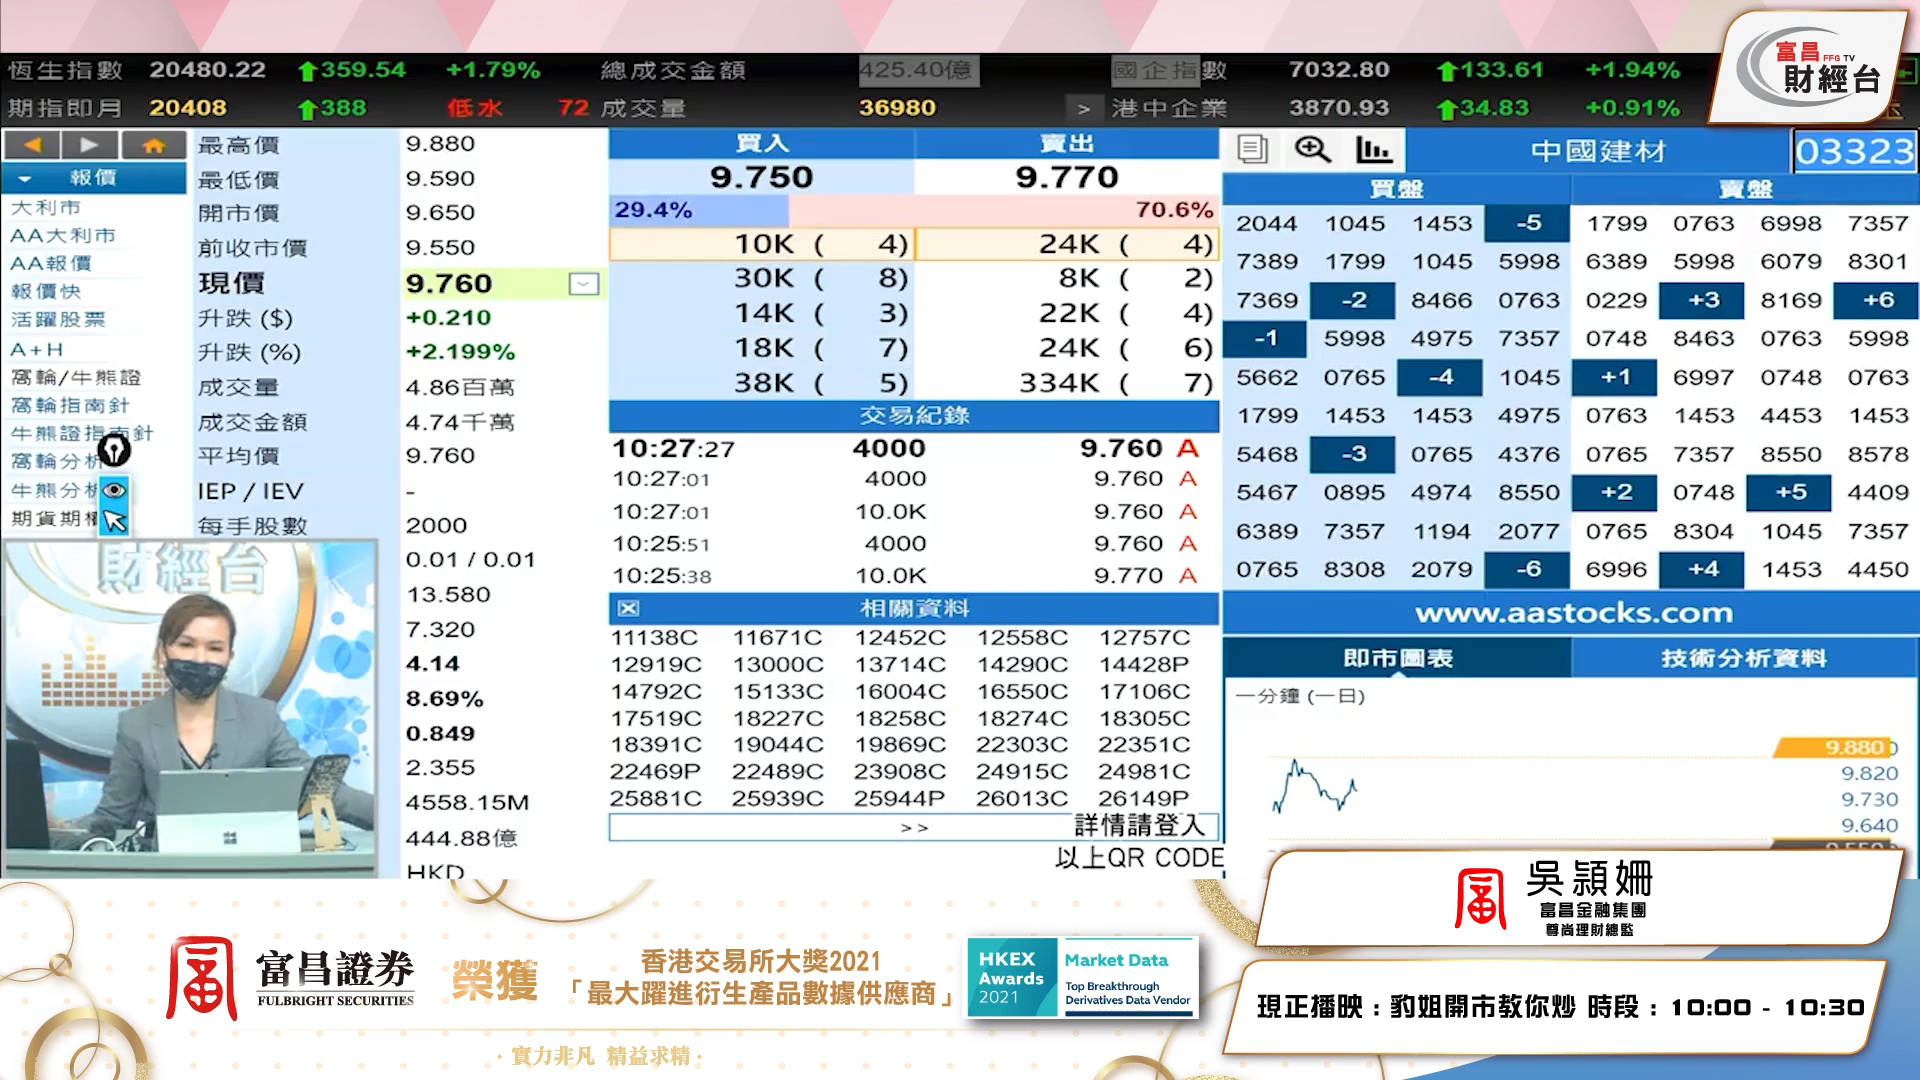 恆生指數 20480.22 359.54 +1.79% 總成交金額 425.40億 國企指數 7032.80 133.61 +1.94%
期指即月 20408 388 低水 72 成交量 36980 > 港中企業 3870.93 34.83 +0.91%
富昌 FFG TV
財經台
報價
大利市
AA大利市
AA報價
報價快
活躍股票
A+H
窩輪/牛熊證
窩輪指南針
牛熊證指南針
窩輪分析
牛熊分析
期貨期權
最高價 9.880
最低價 9.590
開市價 9.650
前收市價 9.550
現價 9.760
升跌 ($) +0.210
升跌 (%) +2.199%
成交量 4.86百萬
成交金額 4.74千萬
平均價 9.760
IEP / IEV -
每手股數 2000
0.01 / 0.01
13.580
7.320
4.14
8.69%
0.849
2.355
4558.15M
444.88億
HKD
財經台
買入 賣出
9.750 9.770
29.4% 70.6%
10K ( 4) 24K ( 4)
30K ( 8) 8K ( 2)
14K ( 3) 22K ( 4)
18K ( 7) 24K ( 6)
38K ( 5) 334K ( 7)
交易紀錄
10:27:27 4000 9.760 A
10:27:01 4000 9.760 A
10:27:01 10.0K 9.760 A
10:25:51 4000 9.760 A
10:25:38 10.0K 9.770 A
相關資料
11138C 11671C 12452C 12558C 12757C
12919C 13000C 13714C 14290C 14428P
14792C 15133C 16004C 16550C 17106C
17519C 18227C 18258C 18274C 18305C
18391C 19044C 19869C 22303C 22351C
22469P 22489C 23908C 24915C 24981C
25881C 25939C 25944P 26013C 26149P
>> 詳情請登入
以上QR CODE
中國建材 03323
買盤 賣盤
2044 1045 1453 -5 1799 0763 6998 7357
7389 1799 1045 5998 6389 5998 6079 8301
7369 -2 8466 0763 0229 +3 8169 +6
-1 5998 4975 7357 0748 8463 0763 5998
5662 0765 -4 1045 +1 6997 0748 0763
1799 1453 1453 4975 0763 1453 4453 1453
5468 -3 0765 4376 0765 7357 8550 8578
5467 0895 4974 8550 +2 0748 +5 4409
6389 7357 1194 2077 0765 8304 1045 7357
0765 8308 2079 -6 6996 +4 1453 4450
www.aastocks.com
即市圖表 技術分析資料
一分鐘 (一日)
9.880
9.820
9.730
9.640
吳穎姍
富昌金融集團
尊尚理財總監
現正播映：豹姐開市教你炒 時段：10:00 - 10:30
富昌證券
FULBRIGHT SECURITIES
榮獲
香港交易所大獎2021
「最大躍進衍生產品數據供應商」
HKEX
Awards
2021
Market Data
Top Breakthrough
Derivatives Data Vendor
·實力非凡 精益求精·